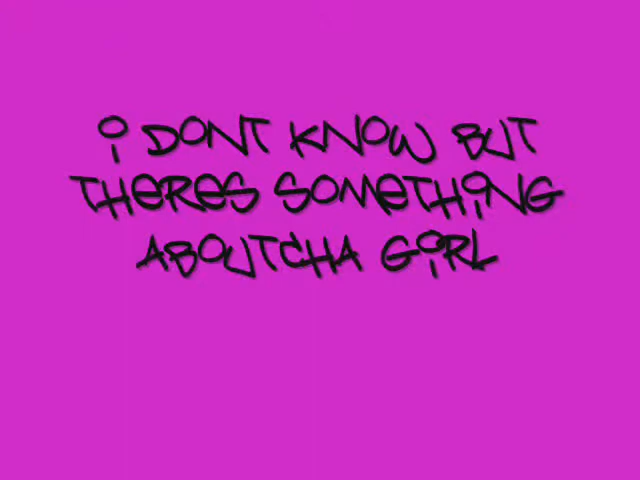 i DONT KNOW BUT
THeReS SOMeTHiNG
ABOUTCHA GiRL